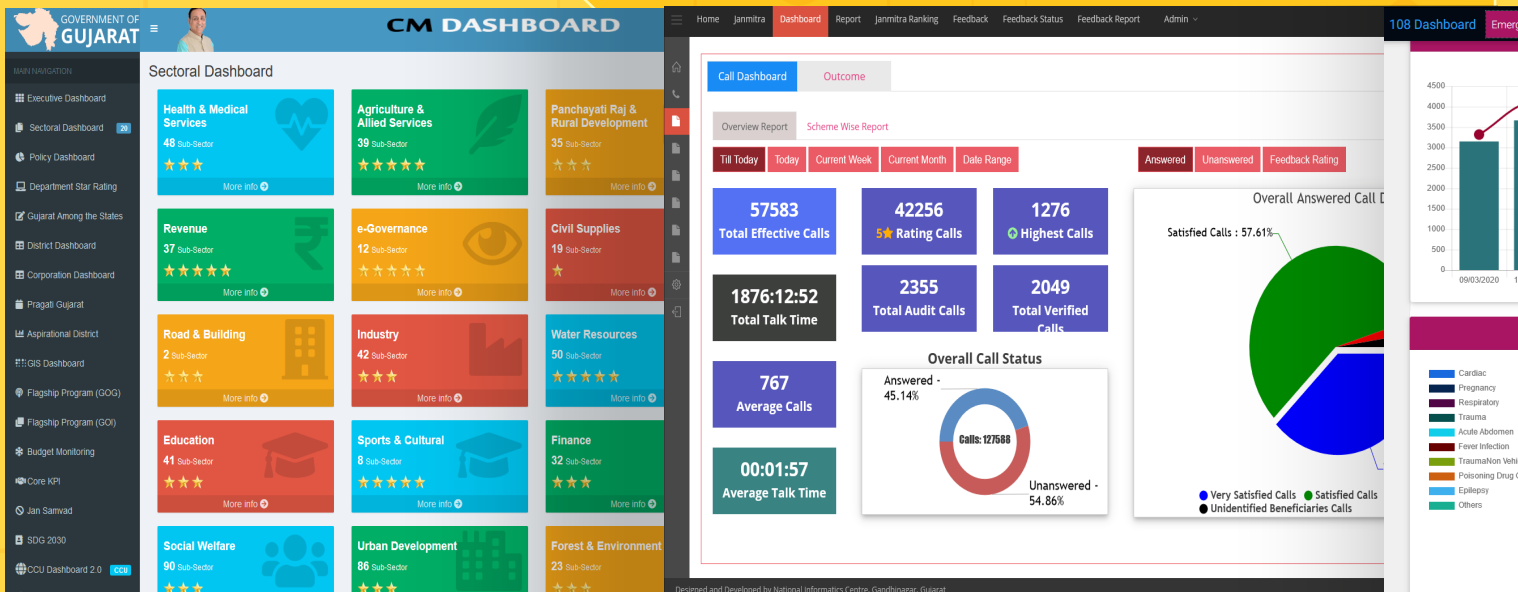 GOVERNMENT OF
GUJARAT
CM DASHBOARD
MAIN NAVIGATION
Executive Dashboard
Sectoral Dashboard 20
Policy Dashboard
Department Star Rating
Gujarat Among the States
District Dashboard
Corporation Dashboard
Pragati Gujarat
Aspirational District
GIS Dashboard
Flagship Program (GOG)
Flagship Program (GOI)
Budget Monitoring
Core KPI
Jan Samvad
SDG 2030
CCU Dashboard 2.0 CCU
Sectoral Dashboard
Health & Medical
Services
48 Sub-Sector
More info
Agriculture &
Allied Services
39 Sub-Sector
More info
Panchayati Raj &
Rural Development
35 Sub-Sector
More info
Revenue
37 Sub-Sector
More info
e-Governance
12 Sub-Sector
More info
Civil Supplies
19 Sub-Sector
More info
Road & Building
2 Sub-Sector
More info
Industry
42 Sub-Sector
More info
Water Resources
50 Sub-Sector
More info
Education
41 Sub-Sector
More info
Sports & Cultural
8 Sub-Sector
More info
Finance
32 Sub-Sector
More info
Social Welfare
90 Sub-Sector
Urban Development
86 Sub-Sector
Forest & Environment
23 Sub-Sector
Home Janmitra Dashboard Report Janmitra Ranking Feedback Feedback Status Feedback Report Admin
Call Dashboard Outcome
Overview Report Scheme Wise Report
Till Today Today Current Week Current Month Date Range
Answered Unanswered Feedback Rating
57583
Total Effective Calls
42256
5 Rating Calls
1276
Highest Calls
1876:12:52
Total Talk Time
2355
Total Audit Calls
2049
Total Verified
Calls
767
Average Calls
00:01:57
Average Talk Time
Overall Call Status
Answered -
45.14%
Calls: 127568
Unanswered -
54.86%
Overall Answered Call
Satisfied Calls : 57.61%
Very Satisfied Calls Satisfied Calls
Unidentified Beneficiaries Calls
Designed and Developed by National Informatics Centre, Gandhinagar, Gujarat
108 Dashboard
4500
4000
3500
3000
2500
2000
1500
1000
500
0
09/03/2020
Cardiac
Pregnancy
Respiratory
Trauma
Acute Abdomen
Fever Infection
TraumaNon
Poisoning Drug
Epilepsy
Others